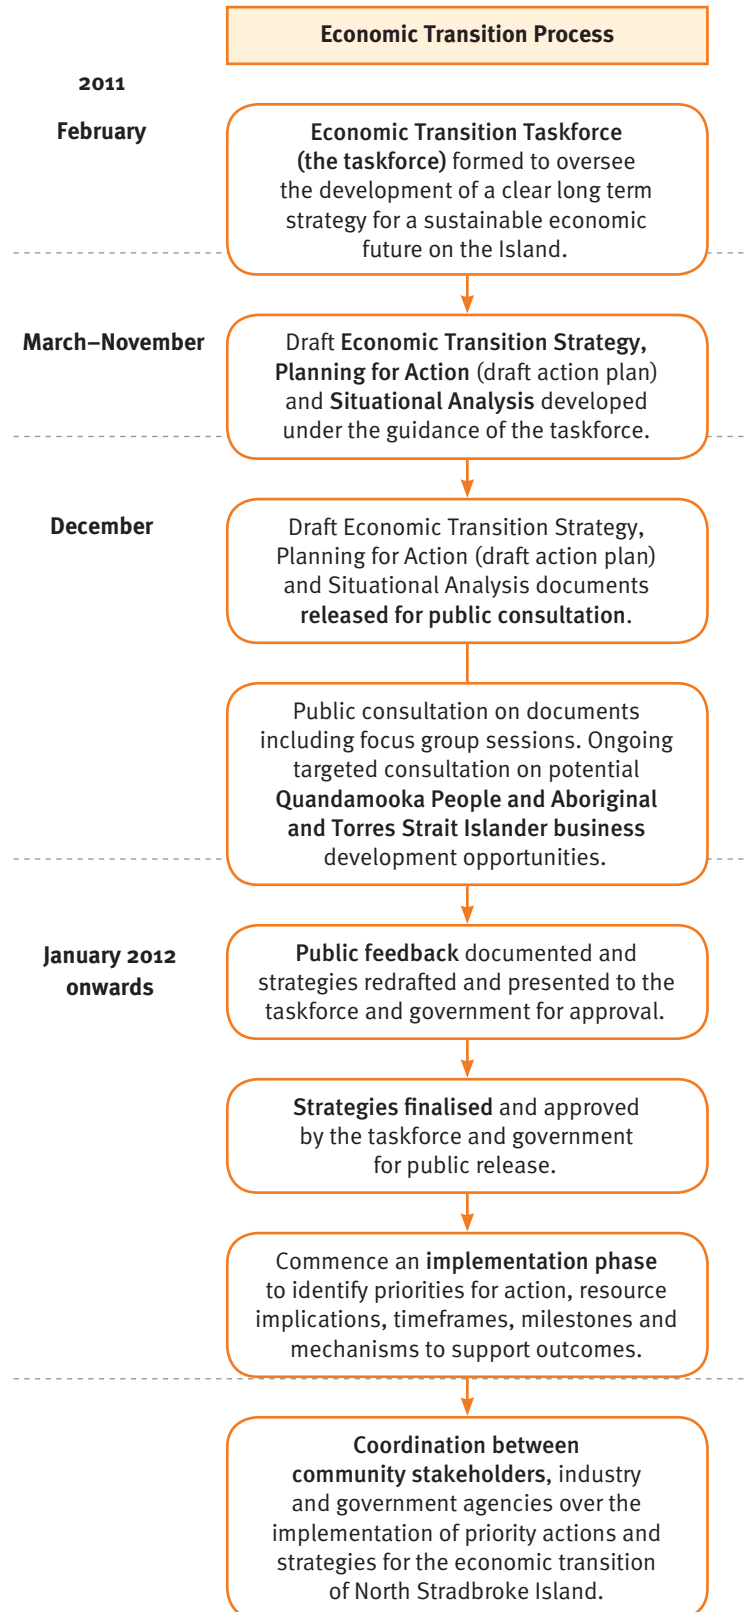 Economic Transition Process
2011
February
Economic Transition Taskforce
(the taskforce) formed to oversee
the development of a clear long term
strategy for a sustainable economic
future on the Island.
March–November
Draft Economic Transition Strategy,
Planning for Action (draft action plan)
and Situational Analysis developed
under the guidance of the taskforce.
December
Draft Economic Transition Strategy,
Planning for Action (draft action plan)
and Situational Analysis documents
released for public consultation.
Public consultation on documents
including focus group sessions. Ongoing
targeted consultation on potential
Quandamooka People and Aboriginal
and Torres Strait Islander business
development opportunities.
January 2012
onwards
Public feedback documented and
strategies redrafted and presented to the
taskforce and government for approval.
Strategies finalised and approved
by the taskforce and government
for public release.
Commence an implementation phase
to identify priorities for action, resource
implications, timeframes, milestones and
mechanisms to support outcomes.
Coordination between
community stakeholders, industry
and government agencies over the
implementation of priority actions and
strategies for the economic transition
of North Stradbroke Island.